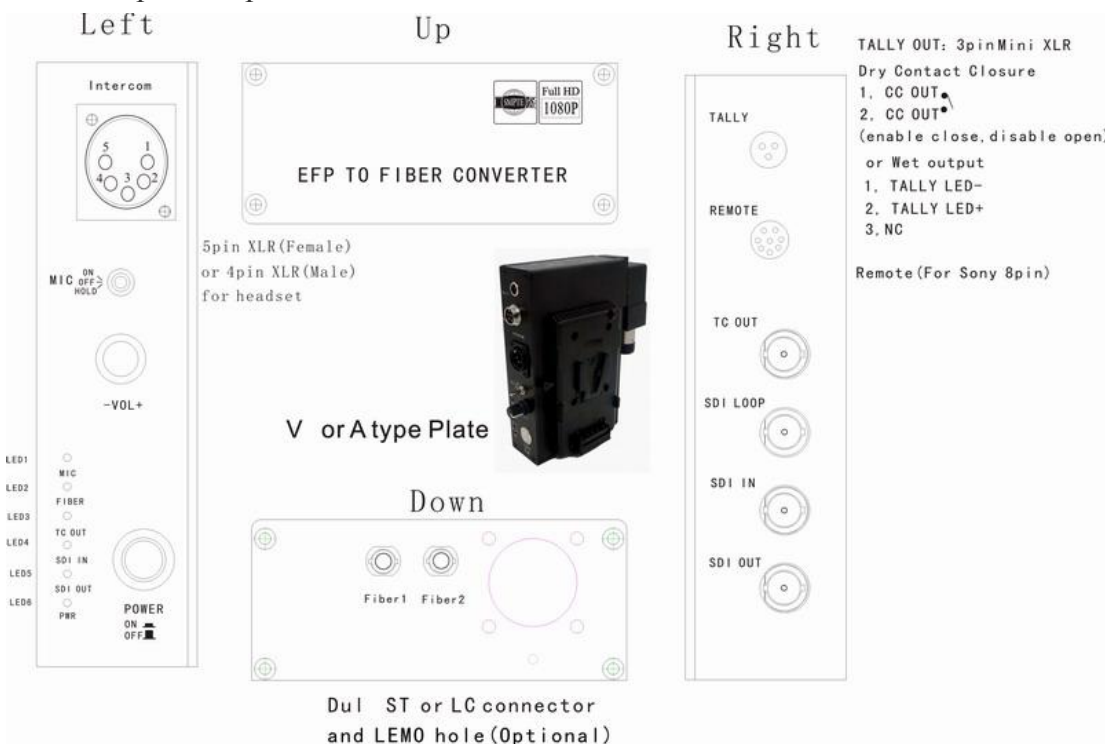 Left
Intercom
5
1
4
3
2
MIC
ON
OFF
HOLD
-VOL+
LED1
MIC
LED2
FIBER
LED3
TC OUT
LED4
SDI IN
LED5
SDI OUT
LED6
PWR
POWER
ON
OFF
Up
SMPTE
Full HD
1080P
EFP TO FIBER CONVERTER
5pin XLR(Female)
or 4pin XLR(Male)
for headset
V or A type Plate
Down
Fiber1 Fiber2
Dul ST or LC connector
and LEMO hole(Optional)
Right
TALLY
REMOTE
TC OUT
SDI LOOP
SDI IN
SDI OUT
TALLY OUT: 3pinMini XLR
Dry Contact Closure
1, CC OUT
2, CC OUT
(enable close, disable open)
or Wet output
1, TALLY LED-
2, TALLY LED+
3, NC
Remote(For Sony 8pin)